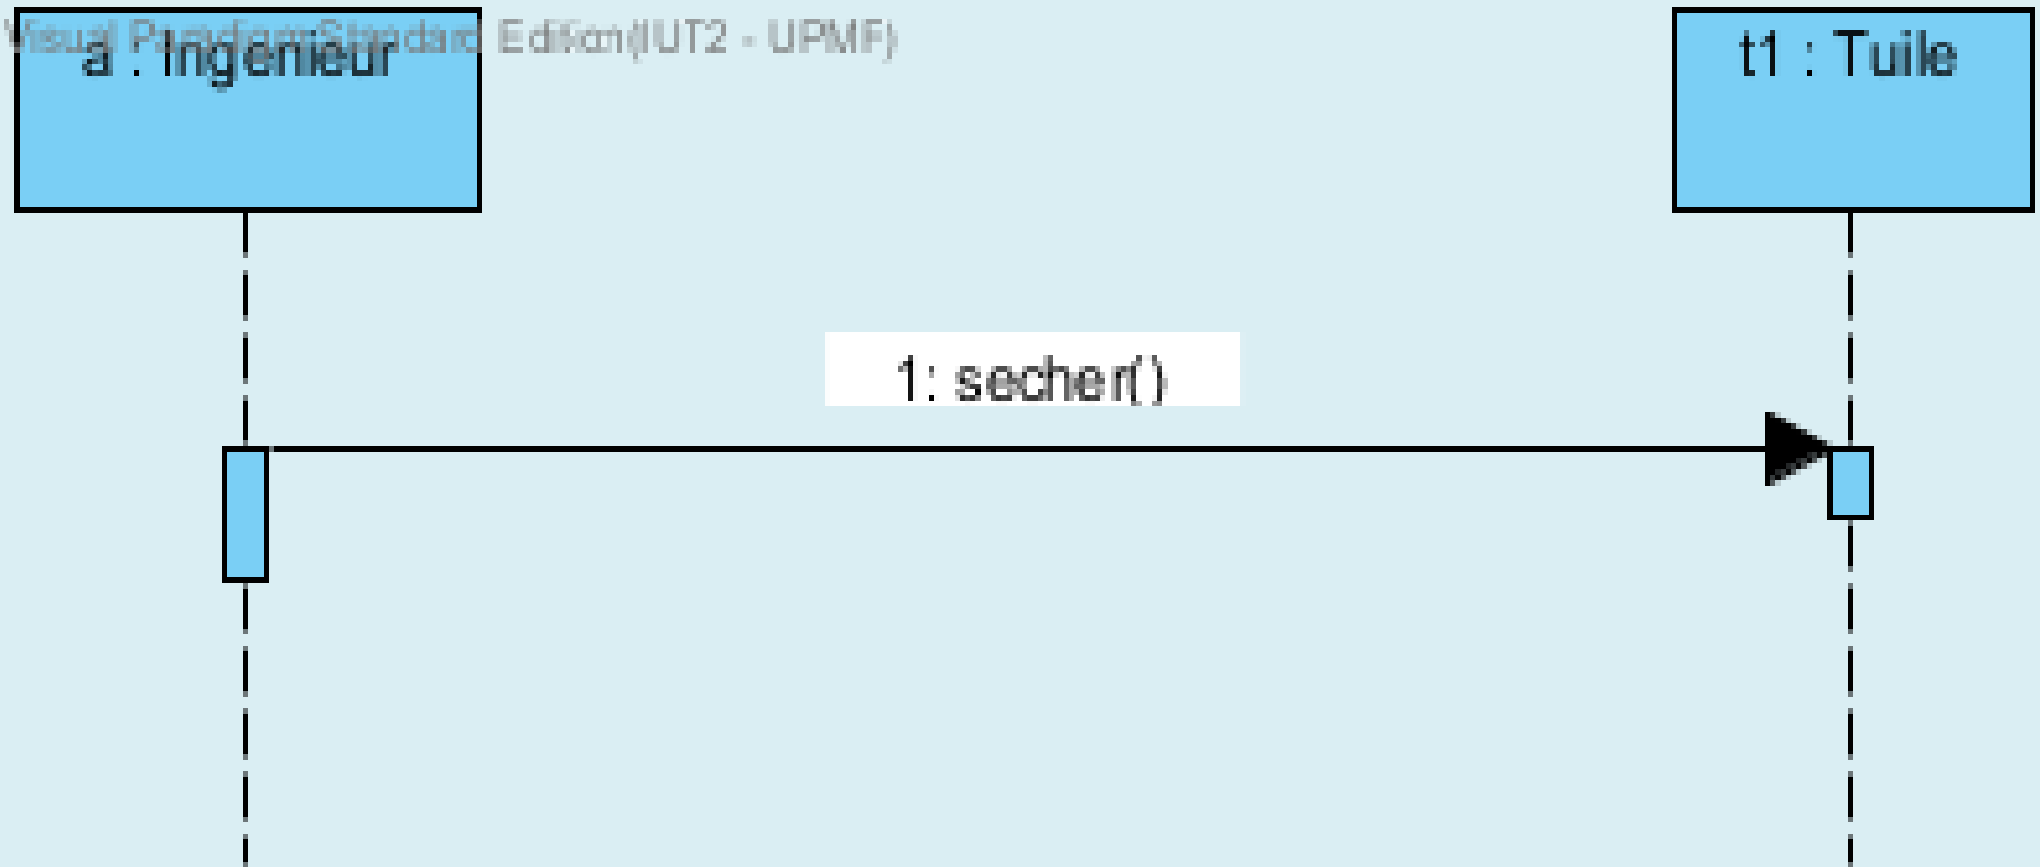 Visual Paradigm Standard Edition(IUT2 - UPMF)
a : Ingenieur
t1 : Tuile
1: secher()